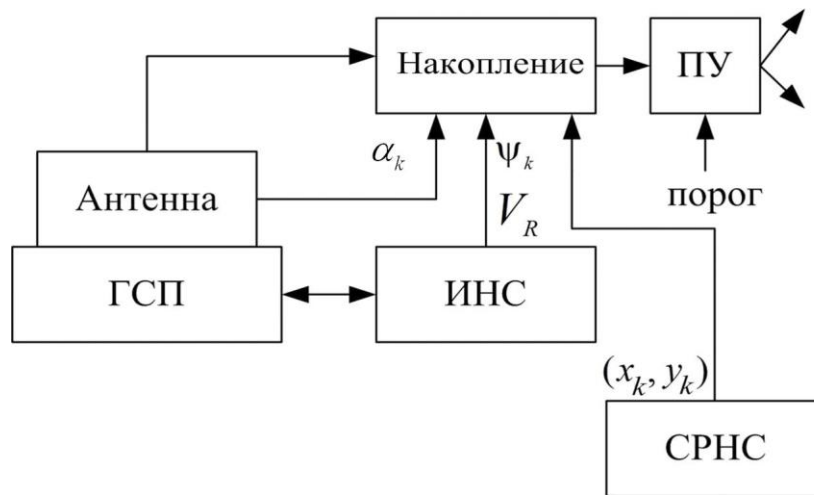 Накопление
ПУ
α_k
ψ_k
Антенна
V_R
порог
ГСП
ИНС
(x_k, y_k)
СРНС